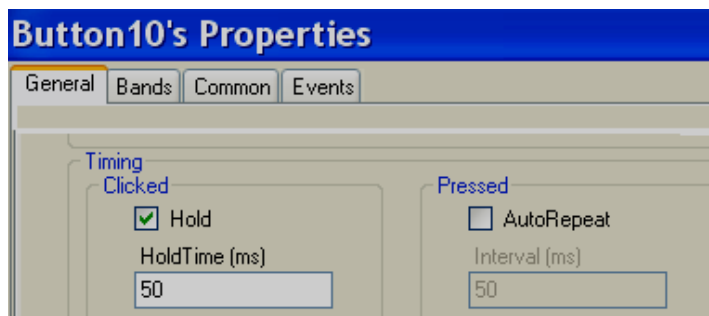 Button10's Properties
General Bands Common Events
Timing
Clicked Pressed
Hold AutoRepeat
HoldTime (ms) Interval (ms)
50 50